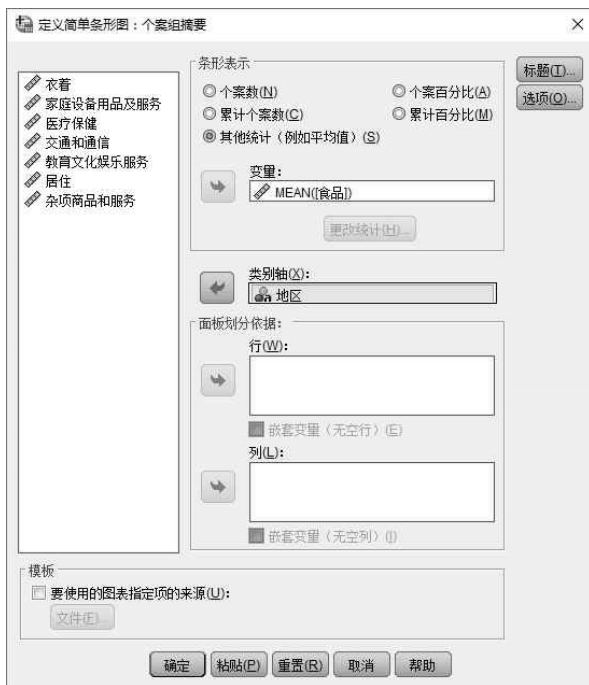 定义简单条形图：个案组摘要
衣着
家庭设备用品及服务
医疗保健
交通和通信
教育文化娱乐服务
居住
杂项商品和服务
条形表示
个案数(N)
个案百分比(A)
累计个案数(C)
累计百分比(M)
其他统计（例如平均值）(S)
变量：
MEAN([食品])
更改统计(H)...
类别轴(X)：
地区
面板划分依据：
行(W)：
嵌套变量（无空行）(E)
列(L)：
嵌套变量（无空列）(I)
标题(T)...
选项(O)...
模板
要使用的图表指定项的来源(U)：
文件(F)...
确定
粘贴(P)
重置(R)
取消
帮助